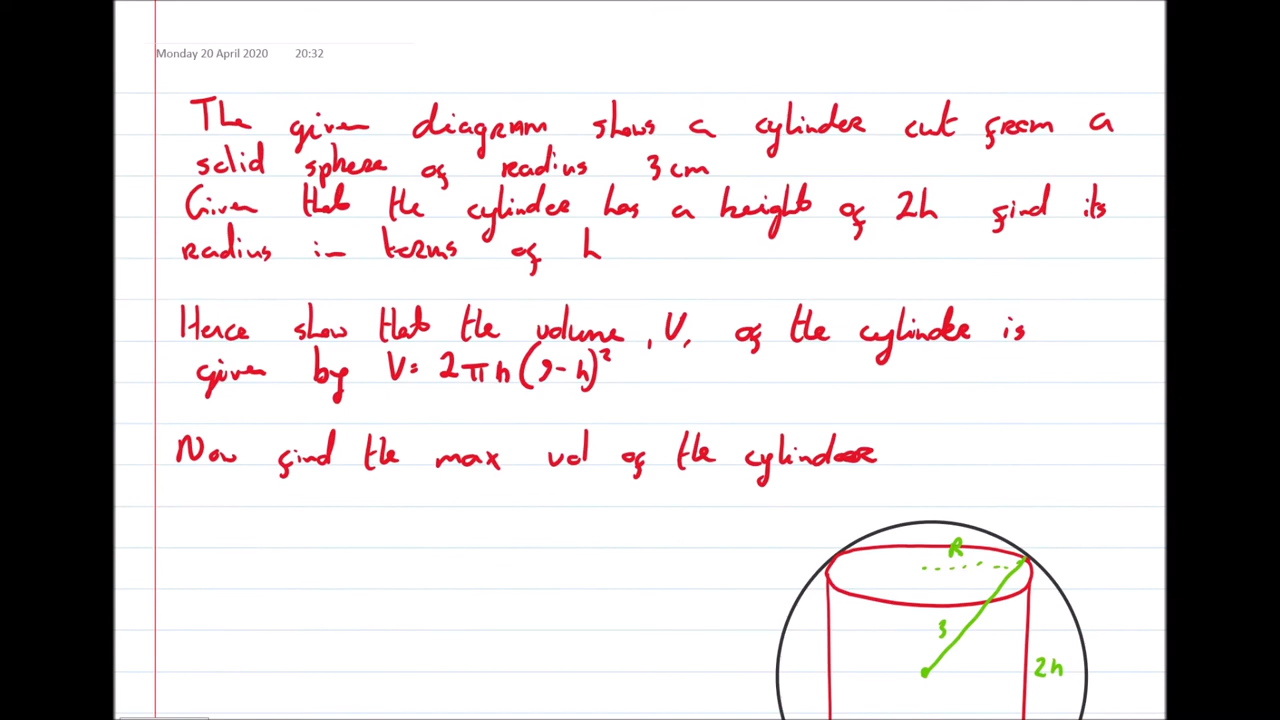 Monday 20 April 2020 20:32
The given diagram shows a cylinder cut from a
solid sphere of radius 3 cm
Given that the cylinder has a height of 2h find its
radius in terms of h
Hence show that the volume, V, of the cylinder is
given by V= 2πh(9-h)²
Now find the max vol of the cylinder
R
3
2h